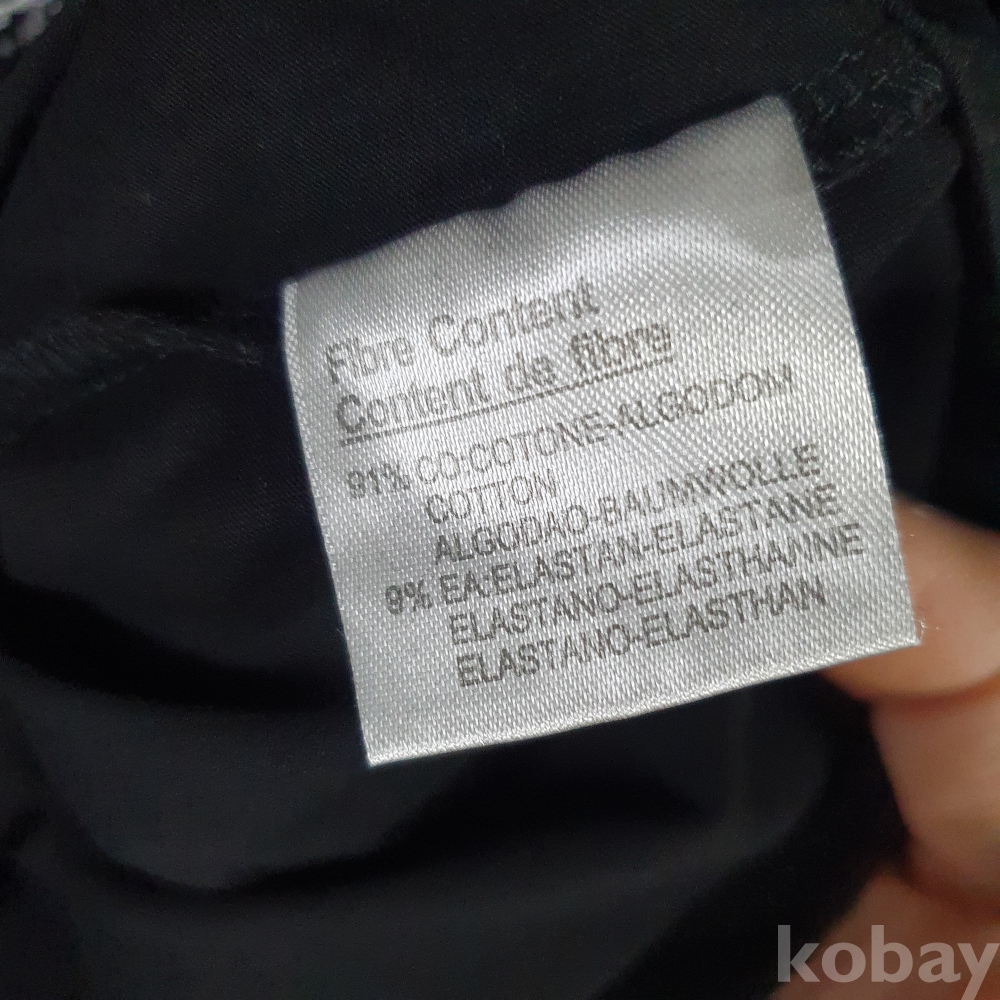 Fibre Content
Content de fibre
91% CO:COTONE-ALGODOIM
COTTON
ALGODAO-BAUMWOLLE
9% EA:ELASTAN-ELASTANE
ELASTANO-ELASTHANNE
ELASTANO-ELASTHAN
kobay